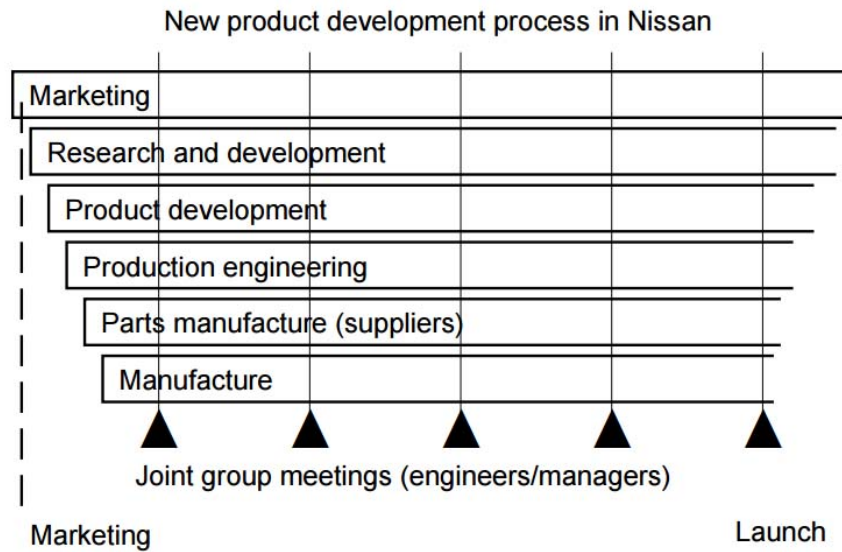 New product development process in Nissan
Marketing
Research and development
Product development
Production engineering
Parts manufacture (suppliers)
Manufacture
Joint group meetings (engineers/managers)
Marketing
Launch